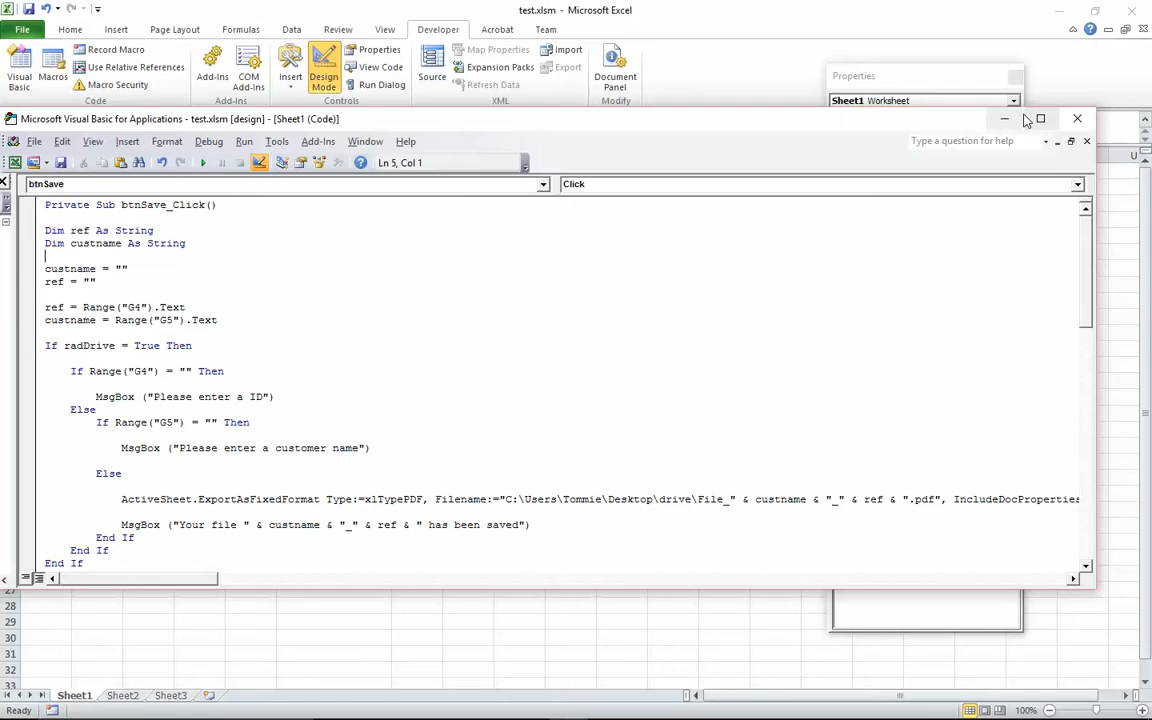 test.xlsm - Microsoft Excel
File Home Insert Page Layout Formulas Data Review View Developer Acrobat Team
Visual Basic
Macros
Record Macro
Use Relative References
Macro Security
Code
Add-Ins
COM Add-Ins
Add-Ins
Insert
Design Mode
Properties
View Code
Run Dialog
Controls
Source
Map Properties
Expansion Packs
Refresh Data
Import
Export
XML
Document Panel
Modify
Properties
Sheet1 Worksheet
Microsoft Visual Basic for Applications - test.xlsm [design] - [Sheet1 (Code)]
File Edit View Insert Format Debug Run Tools Add-Ins Window Help
Type a question for help
Ln 5, Col 1
U
btnSave
Click
Private Sub btnSave_Click()
Dim ref As String
Dim custname As String
custname = ""
ref = ""
ref = Range("G4").Text
custname = Range("G5").Text
If radDrive = True Then
If Range("G4") = "" Then
MsgBox ("Please enter a ID")
Else
If Range("G5") = "" Then
MsgBox ("Please enter a customer name")
Else
ActiveSheet.ExportAsFixedFormat Type:=xlTypePDF, Filename:="C:\Users\Tommie\Desktop\drive\File_" & custname & "_" & ref & ".pdf", IncludeDocProperties
MsgBox ("Your file " & custname & "_" & ref & " has been saved")
End If
End If
End If
27
28
29
30
31
32
33
Sheet1 Sheet2 Sheet3
Ready
100%